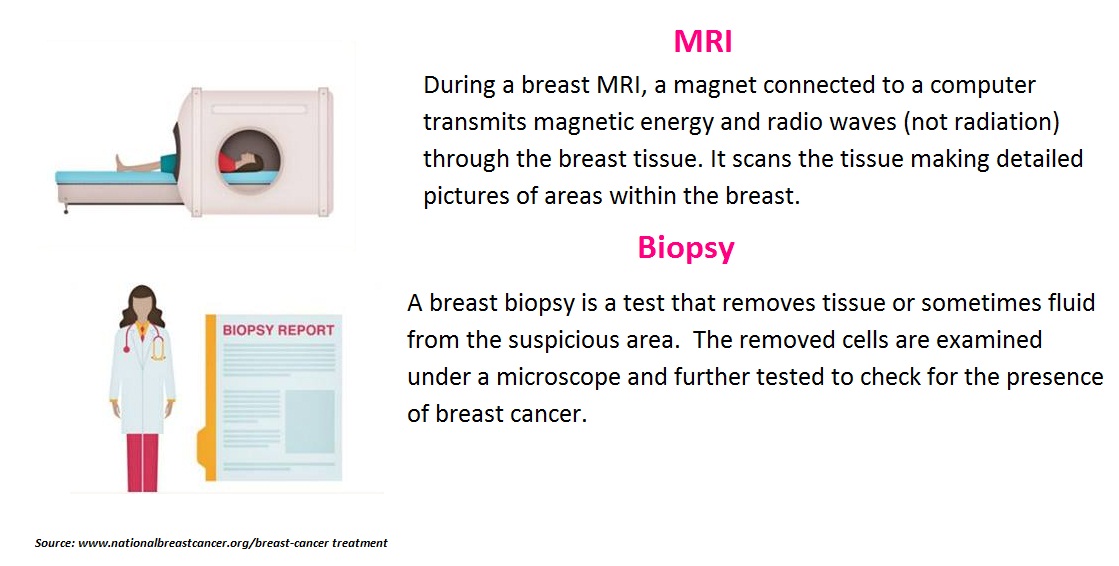 MRI
During a breast MRI, a magnet connected to a computer
transmits magnetic energy and radio waves (not radiation)
through the breast tissue. It scans the tissue making detailed
pictures of areas within the breast.
Biopsy
A breast biopsy is a test that removes tissue or sometimes fluid
from the suspicious area.  The removed cells are examined
under a microscope and further tested to check for the presence
of breast cancer.
BIOPSY REPORT
Source: www.nationalbreastcancer.org/breast-cancer treatment